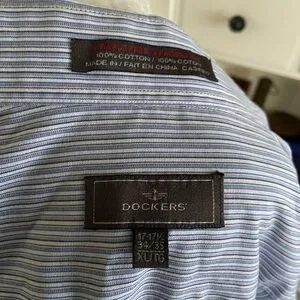 100% COTTON / 100% COTON
MADE IN / FAIT EN CHINA
DOCKERS®
17-17½
34/35
XL/TG